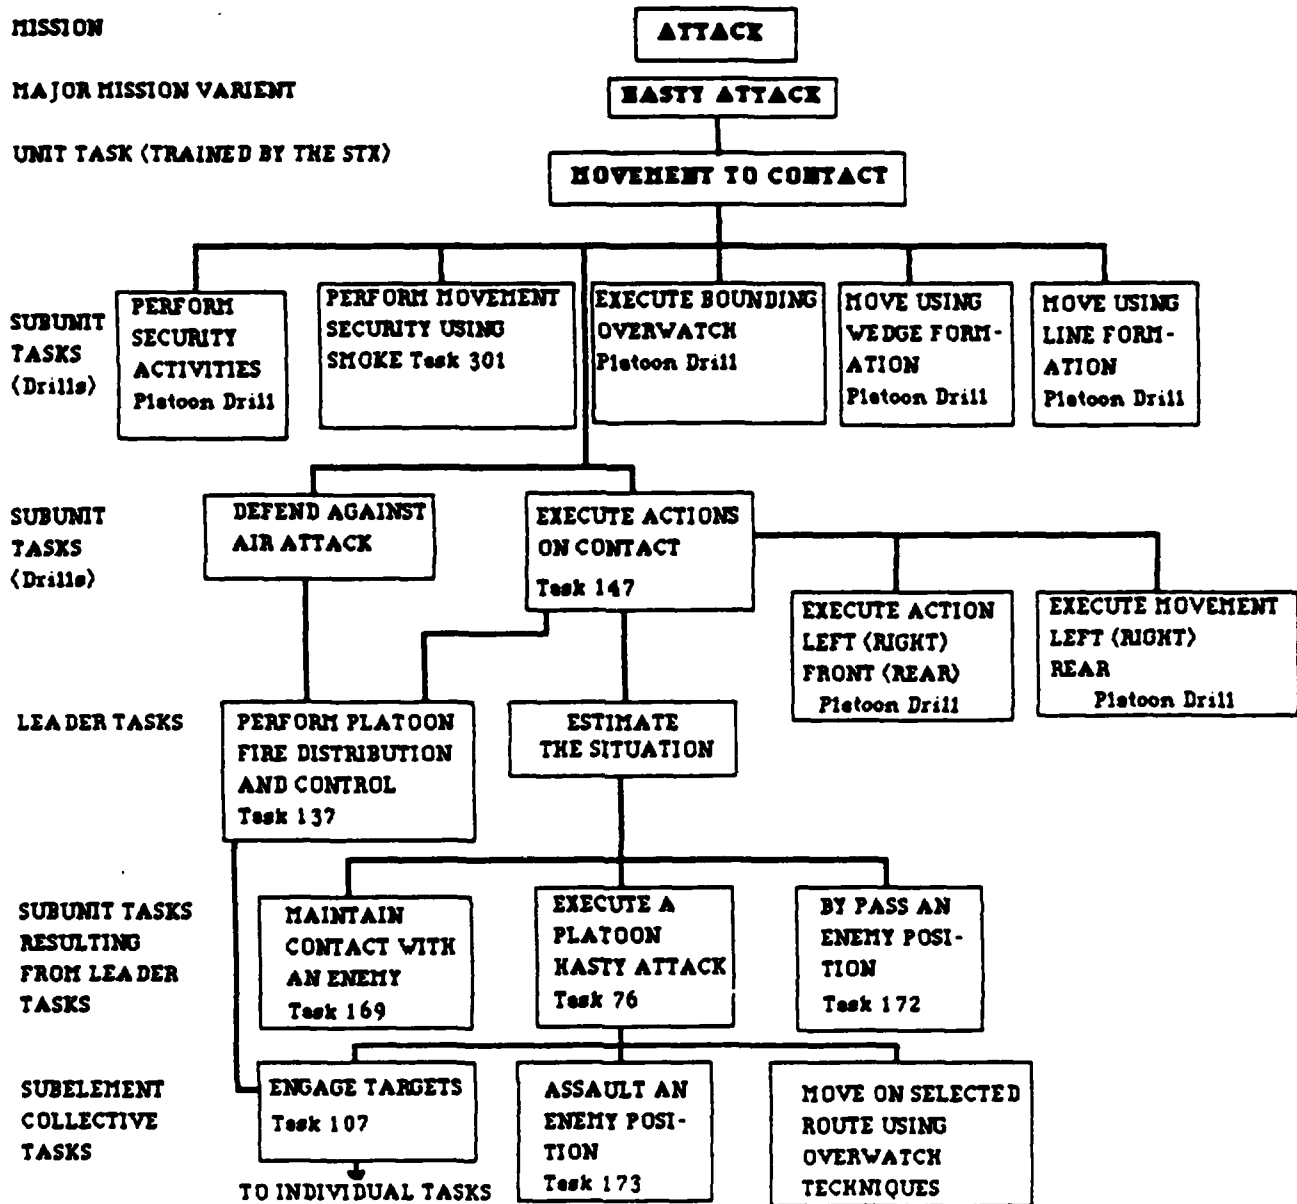 MISSION
ATTACK
MAJOR MISSION VARIENT
HASTY ATTACK
UNIT TASK (TRAINED BY THE STX)
MOVEMENT TO CONTACT
SUBUNIT
TASKS
(Drills)
PERFORM
SECURITY
ACTIVITIES
Platoon Drill
PERFORM MOVEMENT
SECURITY USING
SMOKE Task 301
EXECUTE BOUNDING
OVERWATCH
Platoon Drill
MOVE USING
WEDGE FORM-
ATION
Platoon Drill
MOVE USING
LINE FORM-
ATION
Platoon Drill
SUBUNIT
TASKS
(Drills)
DEFEND AGAINST
AIR ATTACK
EXECUTE ACTIONS
ON CONTACT
Task 147
EXECUTE ACTION
LEFT (RIGHT)
FRONT (REAR)
Platoon Drill
EXECUTE MOVEMENT
LEFT (RIGHT)
REAR
Platoon Drill
LEADER TASKS
PERFORM PLATOON
FIRE DISTRIBUTION
AND CONTROL
Task 137
ESTIMATE
THE SITUATION
SUBUNIT TASKS
RESULTING
FROM LEADER
TASKS
MAINTAIN
CONTACT WITH
AN ENEMY
Task 169
EXECUTE A
PLATOON
HASTY ATTACK
Task 76
BY PASS AN
ENEMY POSI-
TION
Task 172
SUBELEMENT
COLLECTIVE
TASKS
ENGAGE TARGETS
Task 107
ASSAULT AN
ENEMY POSI-
TION
Task 173
MOVE ON SELECTED
ROUTE USING
OVERWATCH
TECHNIQUES
TO INDIVIDUAL TASKS